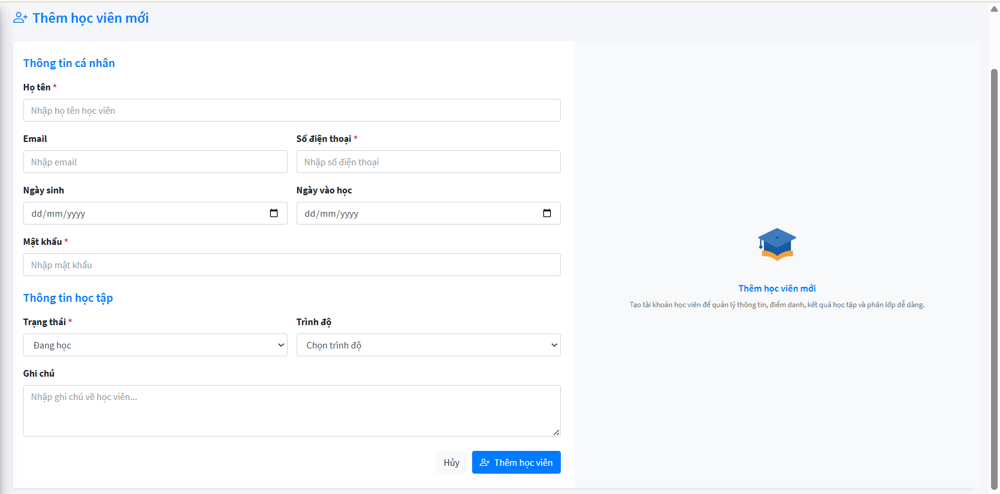 Thêm học viên mới
Thông tin cá nhân
Họ tên *
Nhập họ tên học viên
Email
Số điện thoại *
Nhập email
Nhập số điện thoại
Ngày sinh
Ngày vào học
dd/mm/yyyy
dd/mm/yyyy
Mật khẩu *
Nhập mật khẩu
Thông tin học tập
Trạng thái *
Trình độ
Đang học
Chọn trình độ
Ghi chú
Nhập ghi chú về học viên...
Hủy
Thêm học viên
Thêm học viên mới
Tạo tài khoản học viên để quản lý thông tin, điểm danh, kết quả học tập và phân lớp dễ dàng.